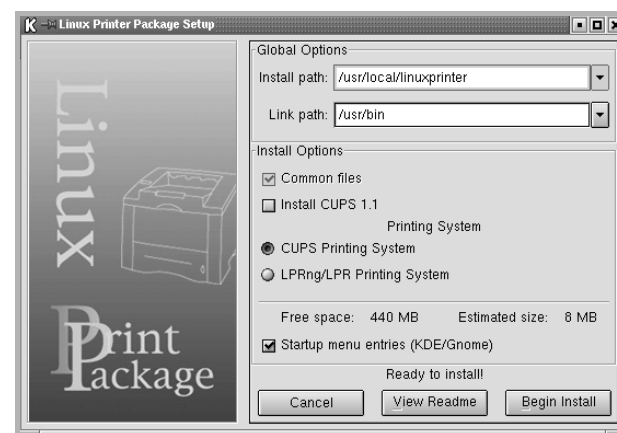 Linux Printer Package Setup
Linux
Print
Package
Global Options
Install path: /usr/local/linuxprinter
Link path: /usr/bin
Install Options
Common files
Install CUPS 1.1
Printing System
CUPS Printing System
LPRng/LPR Printing System
Free space: 440 MB Estimated size: 8 MB
Startup menu entries (KDE/Gnome)
Ready to install!
Cancel View Readme Begin Install